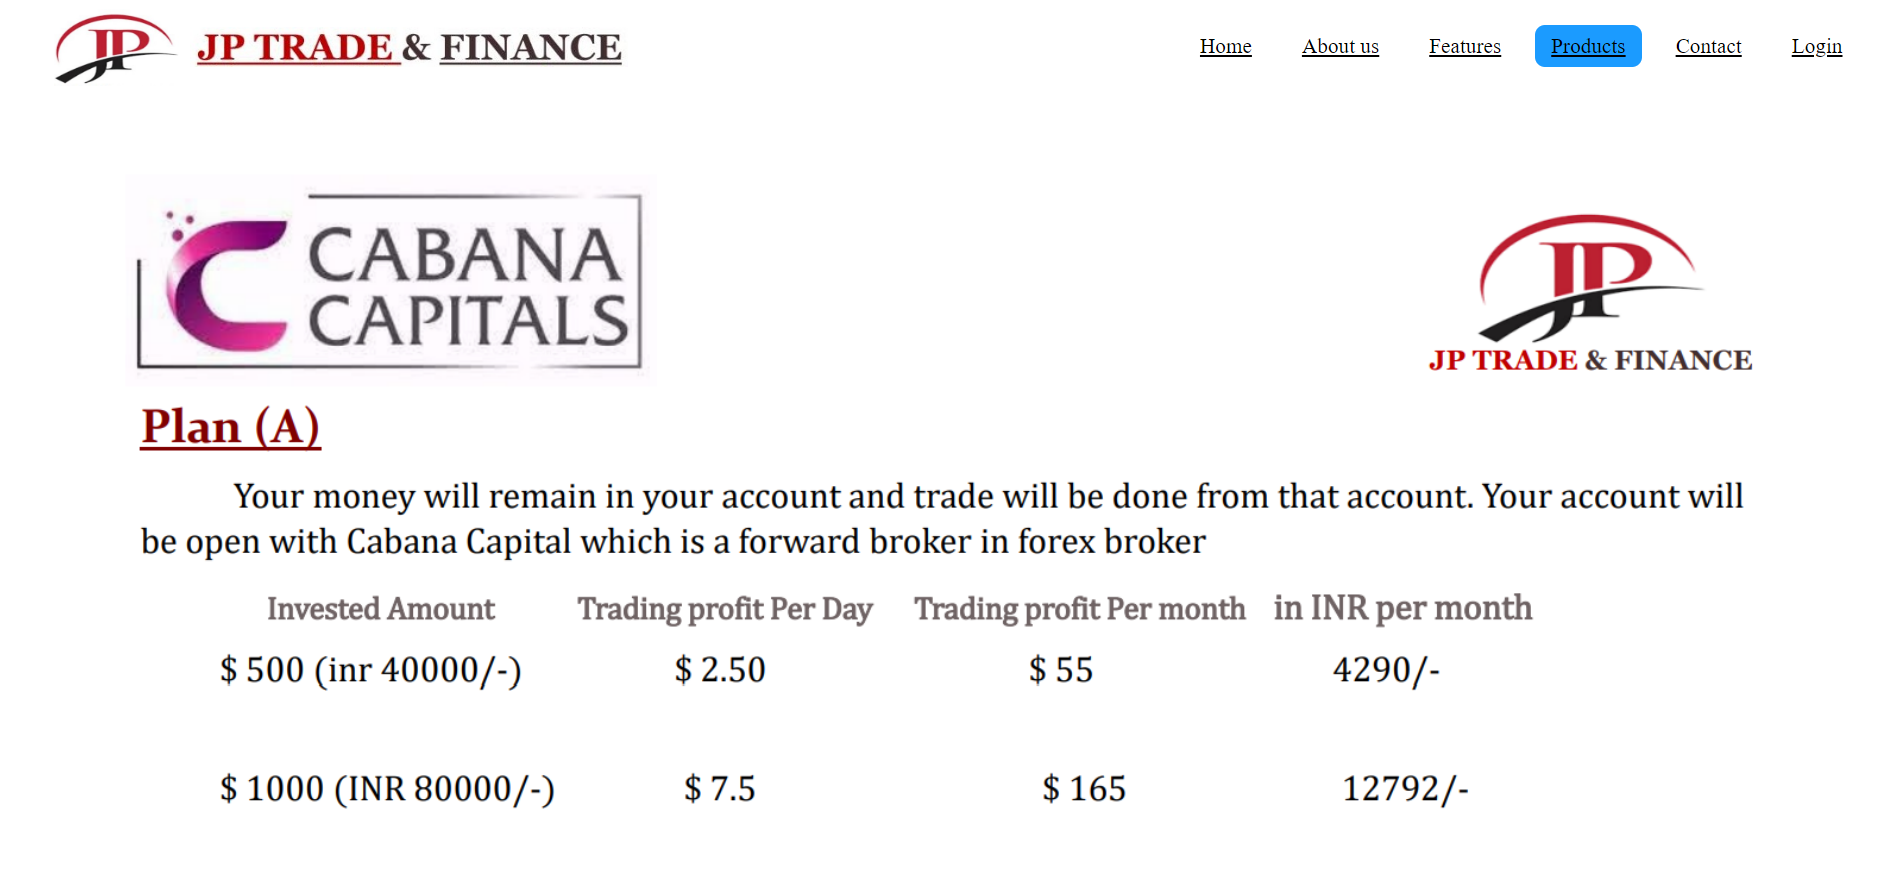 JP TRADE & FINANCE
Home About us Features Products Contact Login
CABANA
CAPITALS
JP
JP TRADE & FINANCE
Plan (A)
Your money will remain in your account and trade will be done from that account. Your account will
be open with Cabana Capital which is a forward broker in forex broker
Invested Amount Trading profit Per Day Trading profit Per month in INR per month
$ 500 (inr 40000/-) $ 2.50 $ 55 4290/-
$ 1000 (INR 80000/-) $ 7.5 $ 165 12792/-